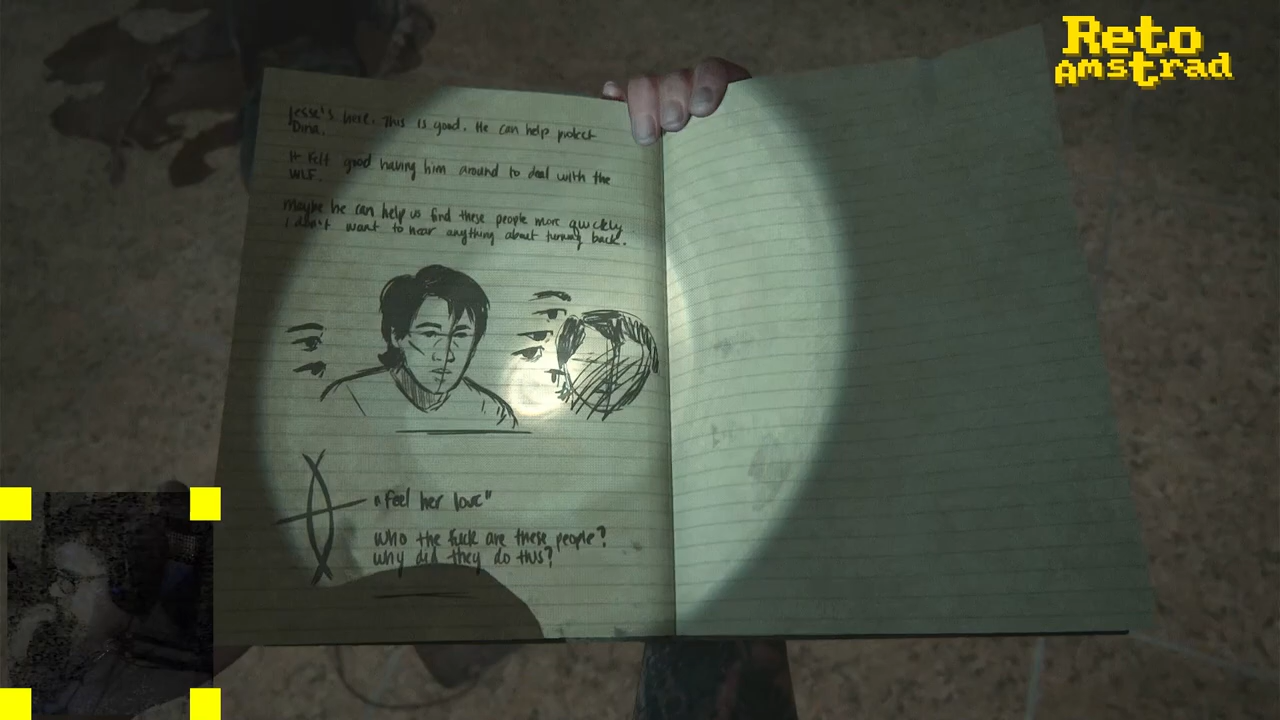 Reto
Amstrad
Jesse's here. This is good. He can help protect
Dina.
It felt good having him around to deal with the
WLF.
Maybe he can help us find these people more quickly
I don't want to hear anything about turning back.
"Feel her love"
Who the fuck are these people?
Why did they do this?